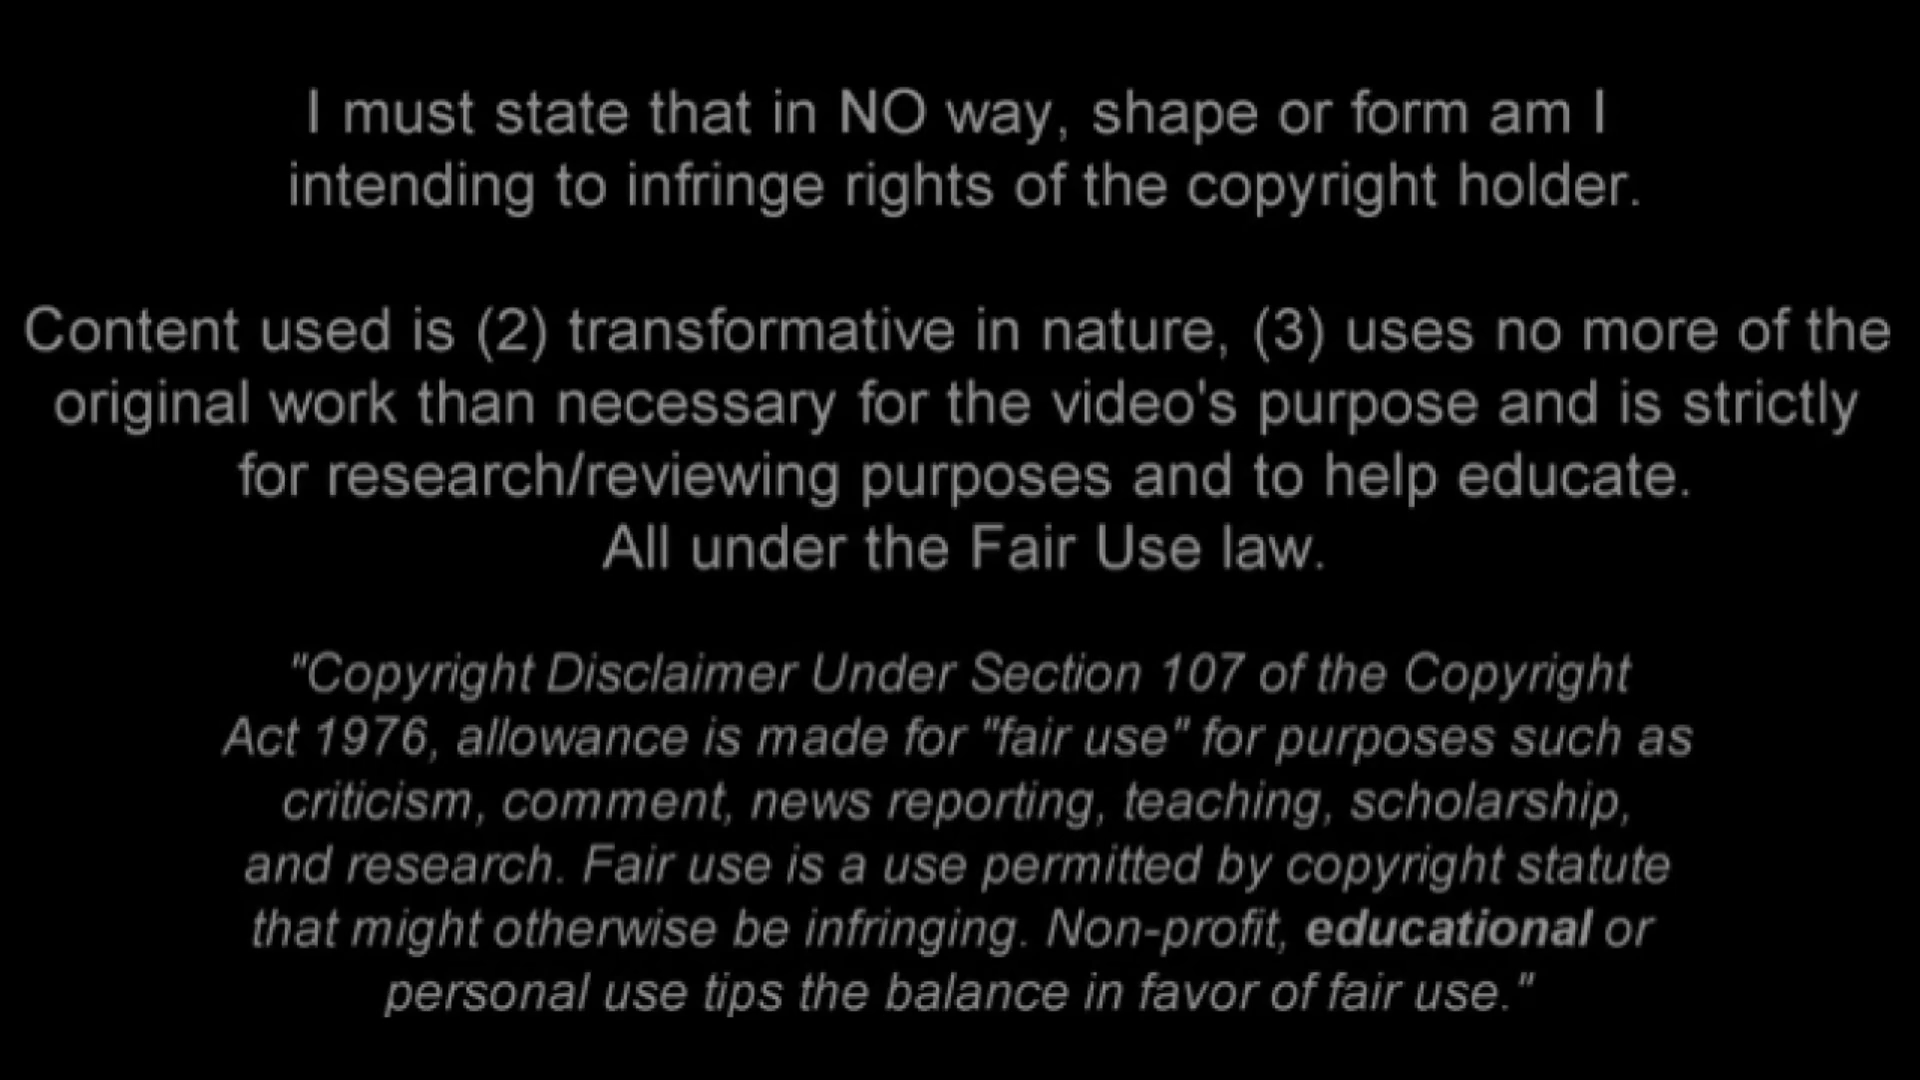 I must state that in NO way, shape or form am I
intending to infringe rights of the copyright holder.
Content used is (2) transformative in nature, (3) uses no more of the
original work than necessary for the video's purpose and is strictly
for research/reviewing purposes and to help educate.
All under the Fair Use law.
"Copyright Disclaimer Under Section 107 of the Copyright
Act 1976, allowance is made for "fair use" for purposes such as
criticism, comment, news reporting, teaching, scholarship,
and research. Fair use is a use permitted by copyright statute
that might otherwise be infringing. Non-profit, educational or
personal use tips the balance in favor of fair use."